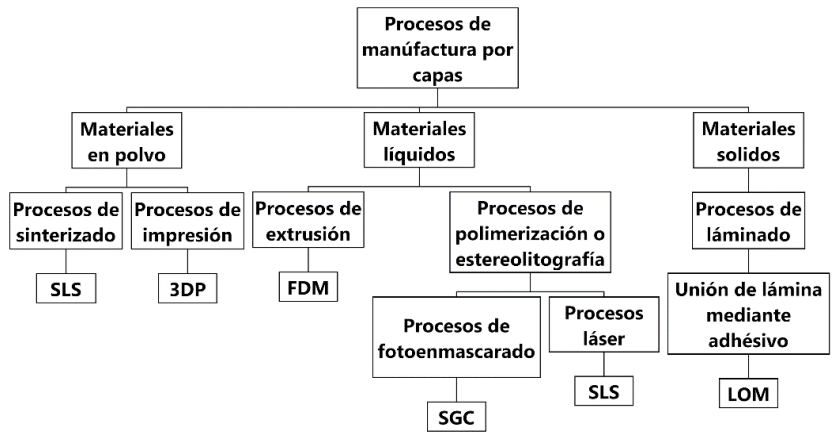 Procesos de
manúfactura por
capas
Materiales
en polvo
Materiales
líquidos
Materiales
solidos
Procesos de
sinterizado
Procesos de
impresión
Procesos de
extrusión
Procesos de
polimerización o
estereolitografía
Procesos de
láminado
SLS
3DP
FDM
Procesos de
fotoenmascarado
Procesos
láser
Unión de lámina
mediante
adhésivo
SGC
SLS
LOM